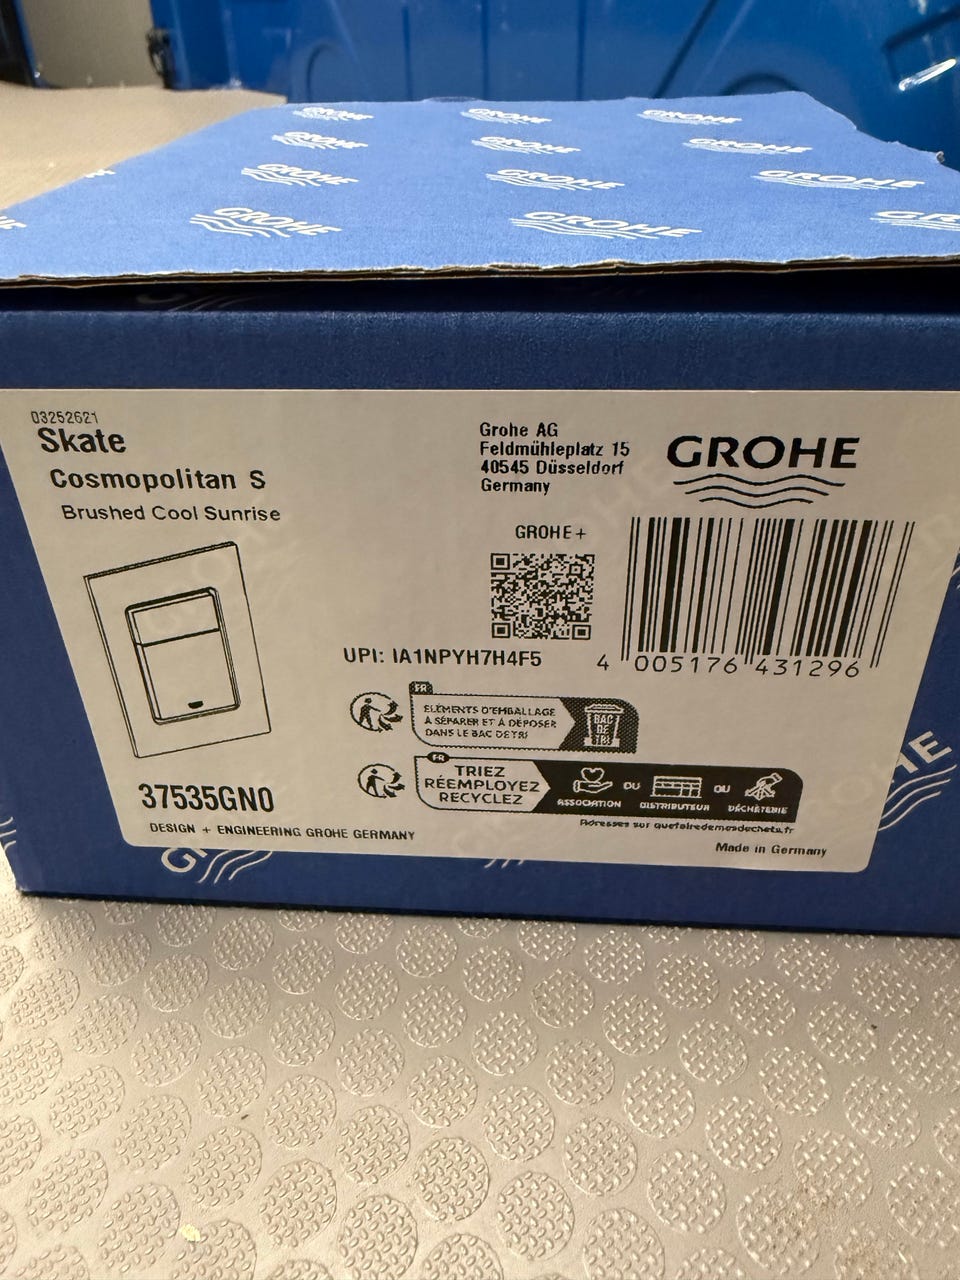 GROHE GROHE GROHE
GROHE GROHE GROHE
GROHE GROHE GROHE
GROHE GROHE
03252621
Skate
Cosmopolitan S
Brushed Cool Sunrise
37535GN0
DESIGN + ENGINEERING GROHE GERMANY
Grohe AG
Feldmühleplatz 15
40545 Düsseldorf
Germany
GROHE
GROHE+
UPI: IA1NPYH7H4F5
4 005176 431296
FR
ÉLÉMENTS D'EMBALLAGE
À SÉPARER ET À DÉPOSER
DANS LE BAC DE TRI
BAC
DE
TRI
FR
TRIEZ
RÉEMPLOYEZ
RECYCLEZ
ASSOCIATION OU DISTRIBUTEUR OU DÉCHÈTERIE
Adresses sur quefairedemesdechets.fr
Made in Germany